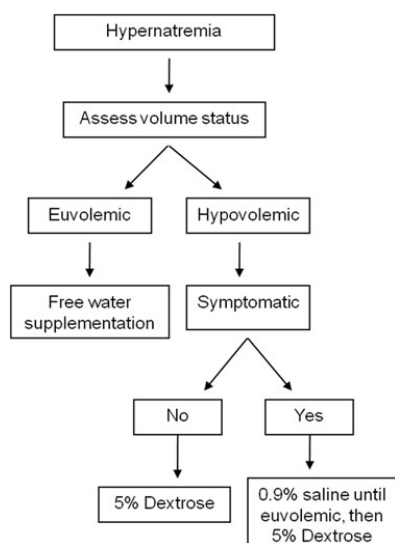 Hypernatremia
Assess volume status
Euvolemic
Hypovolemic
Free water
supplementation
Symptomatic
No
Yes
5% Dextrose
0.9% saline until
euvolemic, then
5% Dextrose